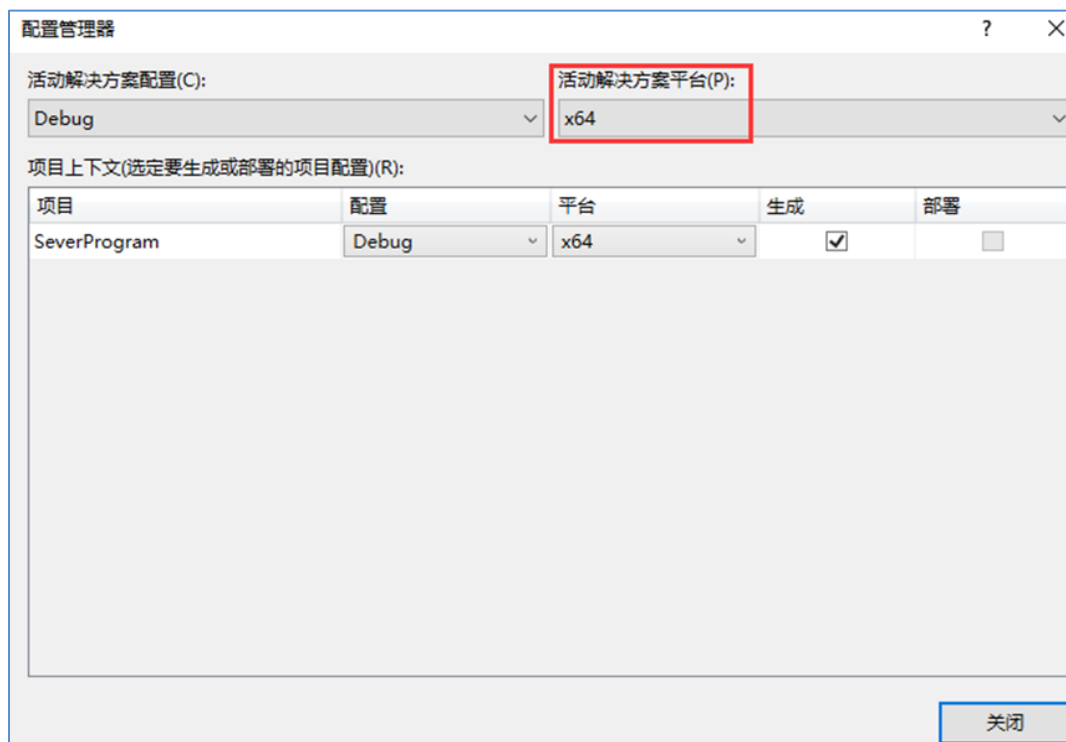 配置管理器 ?
活动解决方案配置(C): 活动解决方案平台(P):
Debug x64
项目上下文(选定要生成或部署的项目配置)(R):
项目 配置 平台 生成 部署
SeverProgram Debug x64
关闭